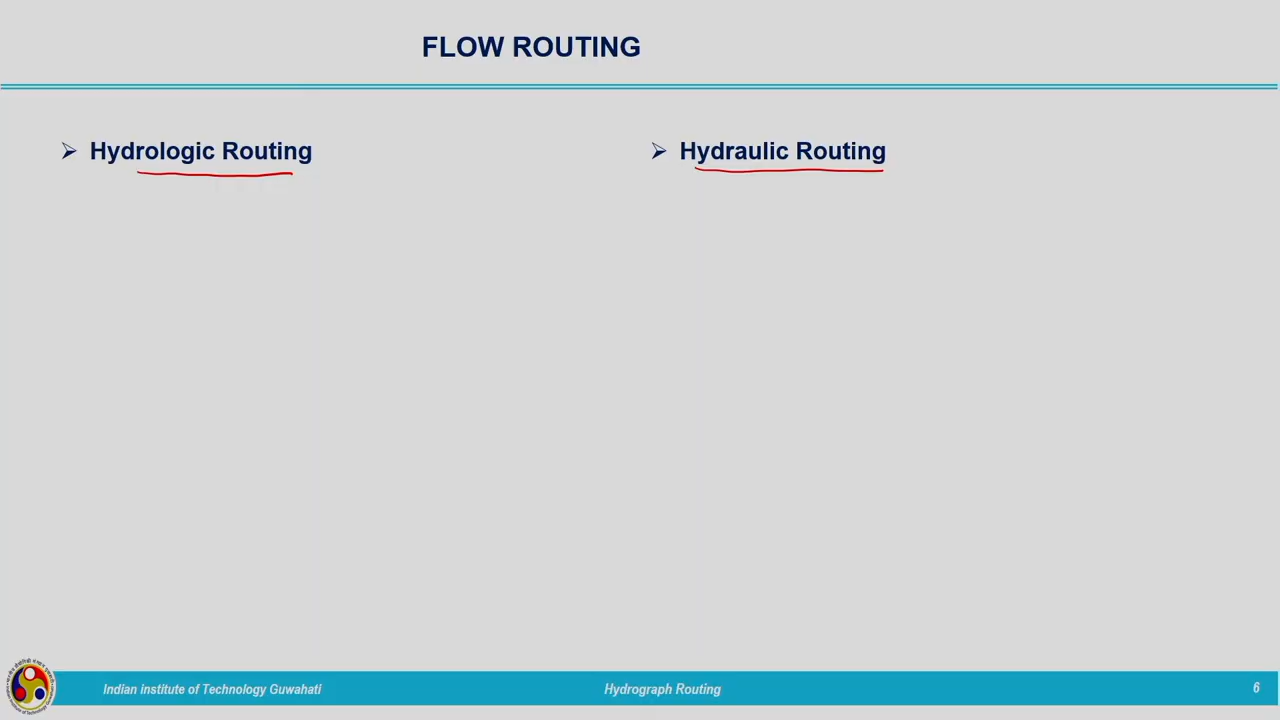 FLOW ROUTING
➢ Hydrologic Routing
➢ Hydraulic Routing
Indian institute of Technology Guwahati
Hydrograph Routing
6